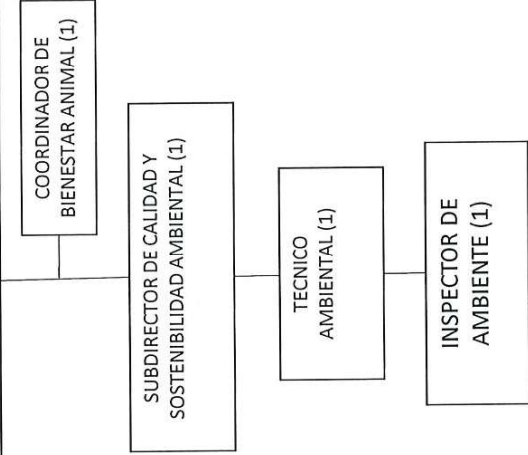 COORDINADOR DE
BIENESTAR ANIMAL (1)
SUBDIRECTOR DE CALIDAD Y
SOSTENIBILIDAD AMBIENTAL (1)
TECNICO
AMBIENTAL (1)
INSPECTOR DE
AMBIENTE (1)